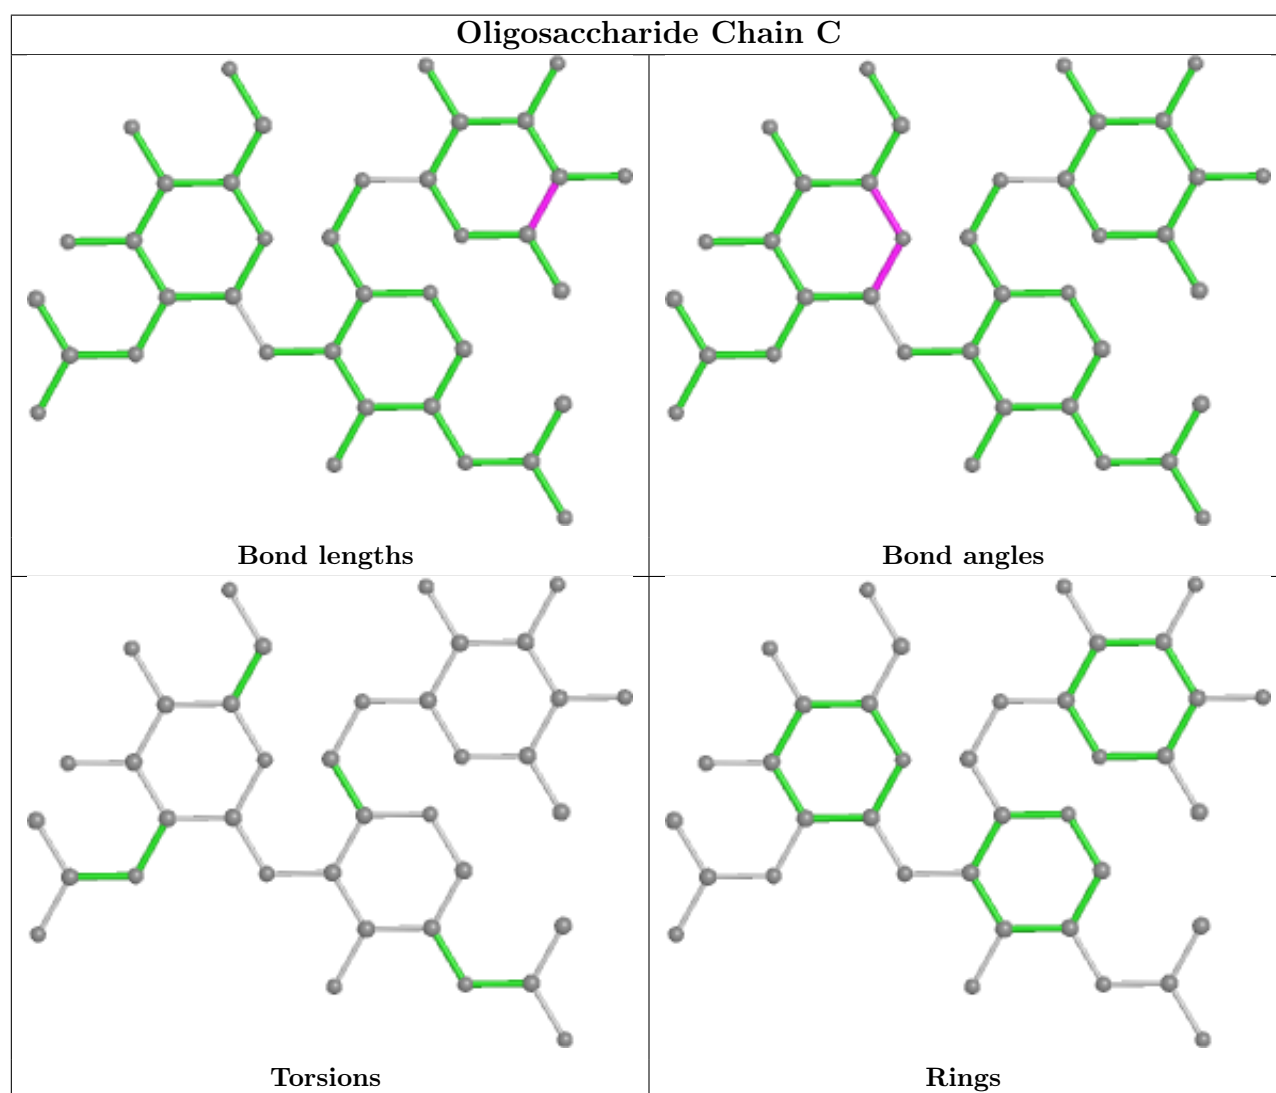 Oligosaccharide Chain C
Bond lengths
Bond angles
Torsions
Rings